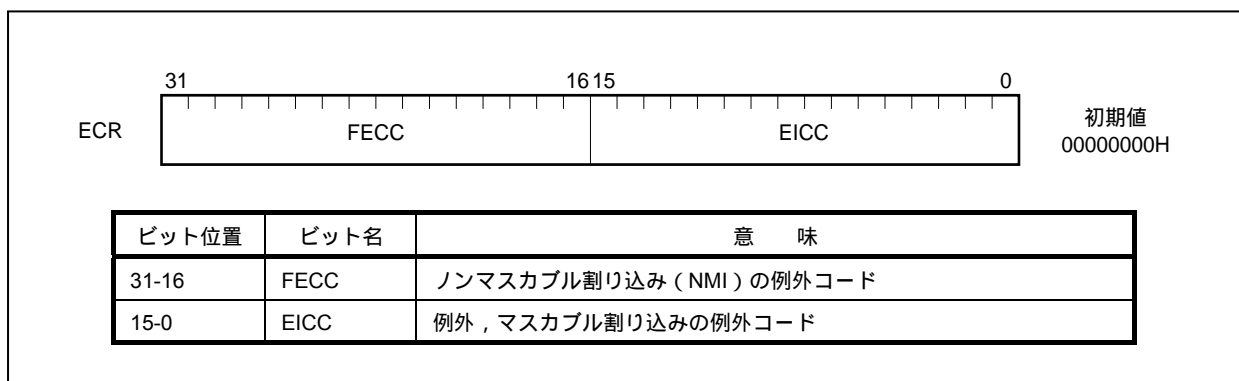 31 16 15 0
ECR FECC EICC 初期値
00000000H
ビット位置 ビット名 意 味
31-16 FECC ノンマスカブル割り込み(NMI)の例外コード
15-0 EICC 例外,マスカブル割り込みの例外コード